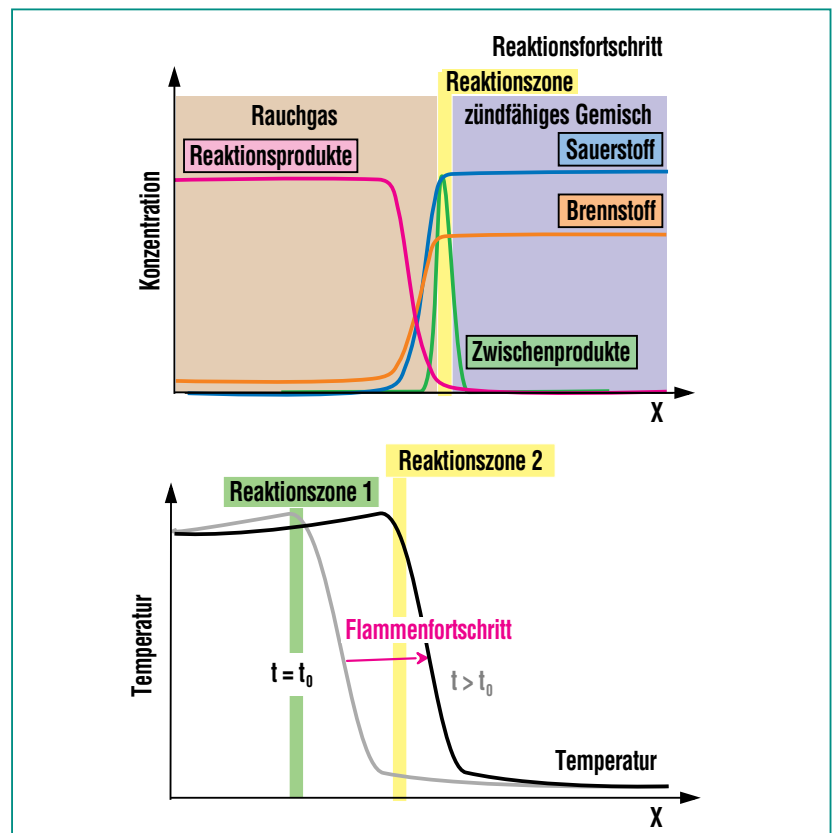 Reaktionsfortschritt
Reaktionszone
Rauchgas
zündfähiges Gemisch
Reaktionsprodukte
Sauerstoff
Brennstoff
Konzentration
Zwischenprodukte
X
Reaktionszone 2
Reaktionszone 1
Temperatur
Flammenfortschritt
t = t₀
t > t₀
Temperatur
X